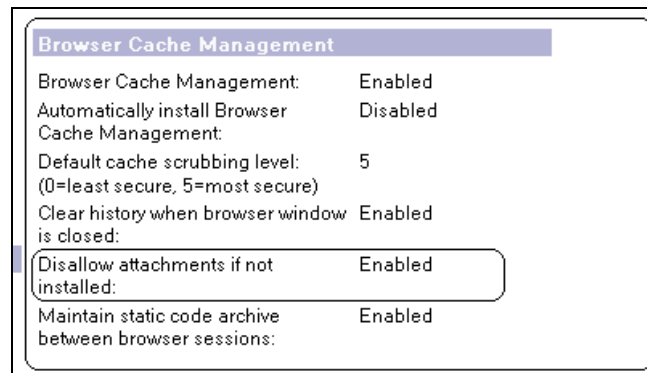 Browser Cache Management
Browser Cache Management: Enabled
Automatically install Browser Disabled
Cache Management:
Default cache scrubbing level: 5
(0=least secure, 5=most secure)
Clear history when browser window Enabled
is closed:
Disallow attachments if not Enabled
installed:
Maintain static code archive Enabled
between browser sessions: